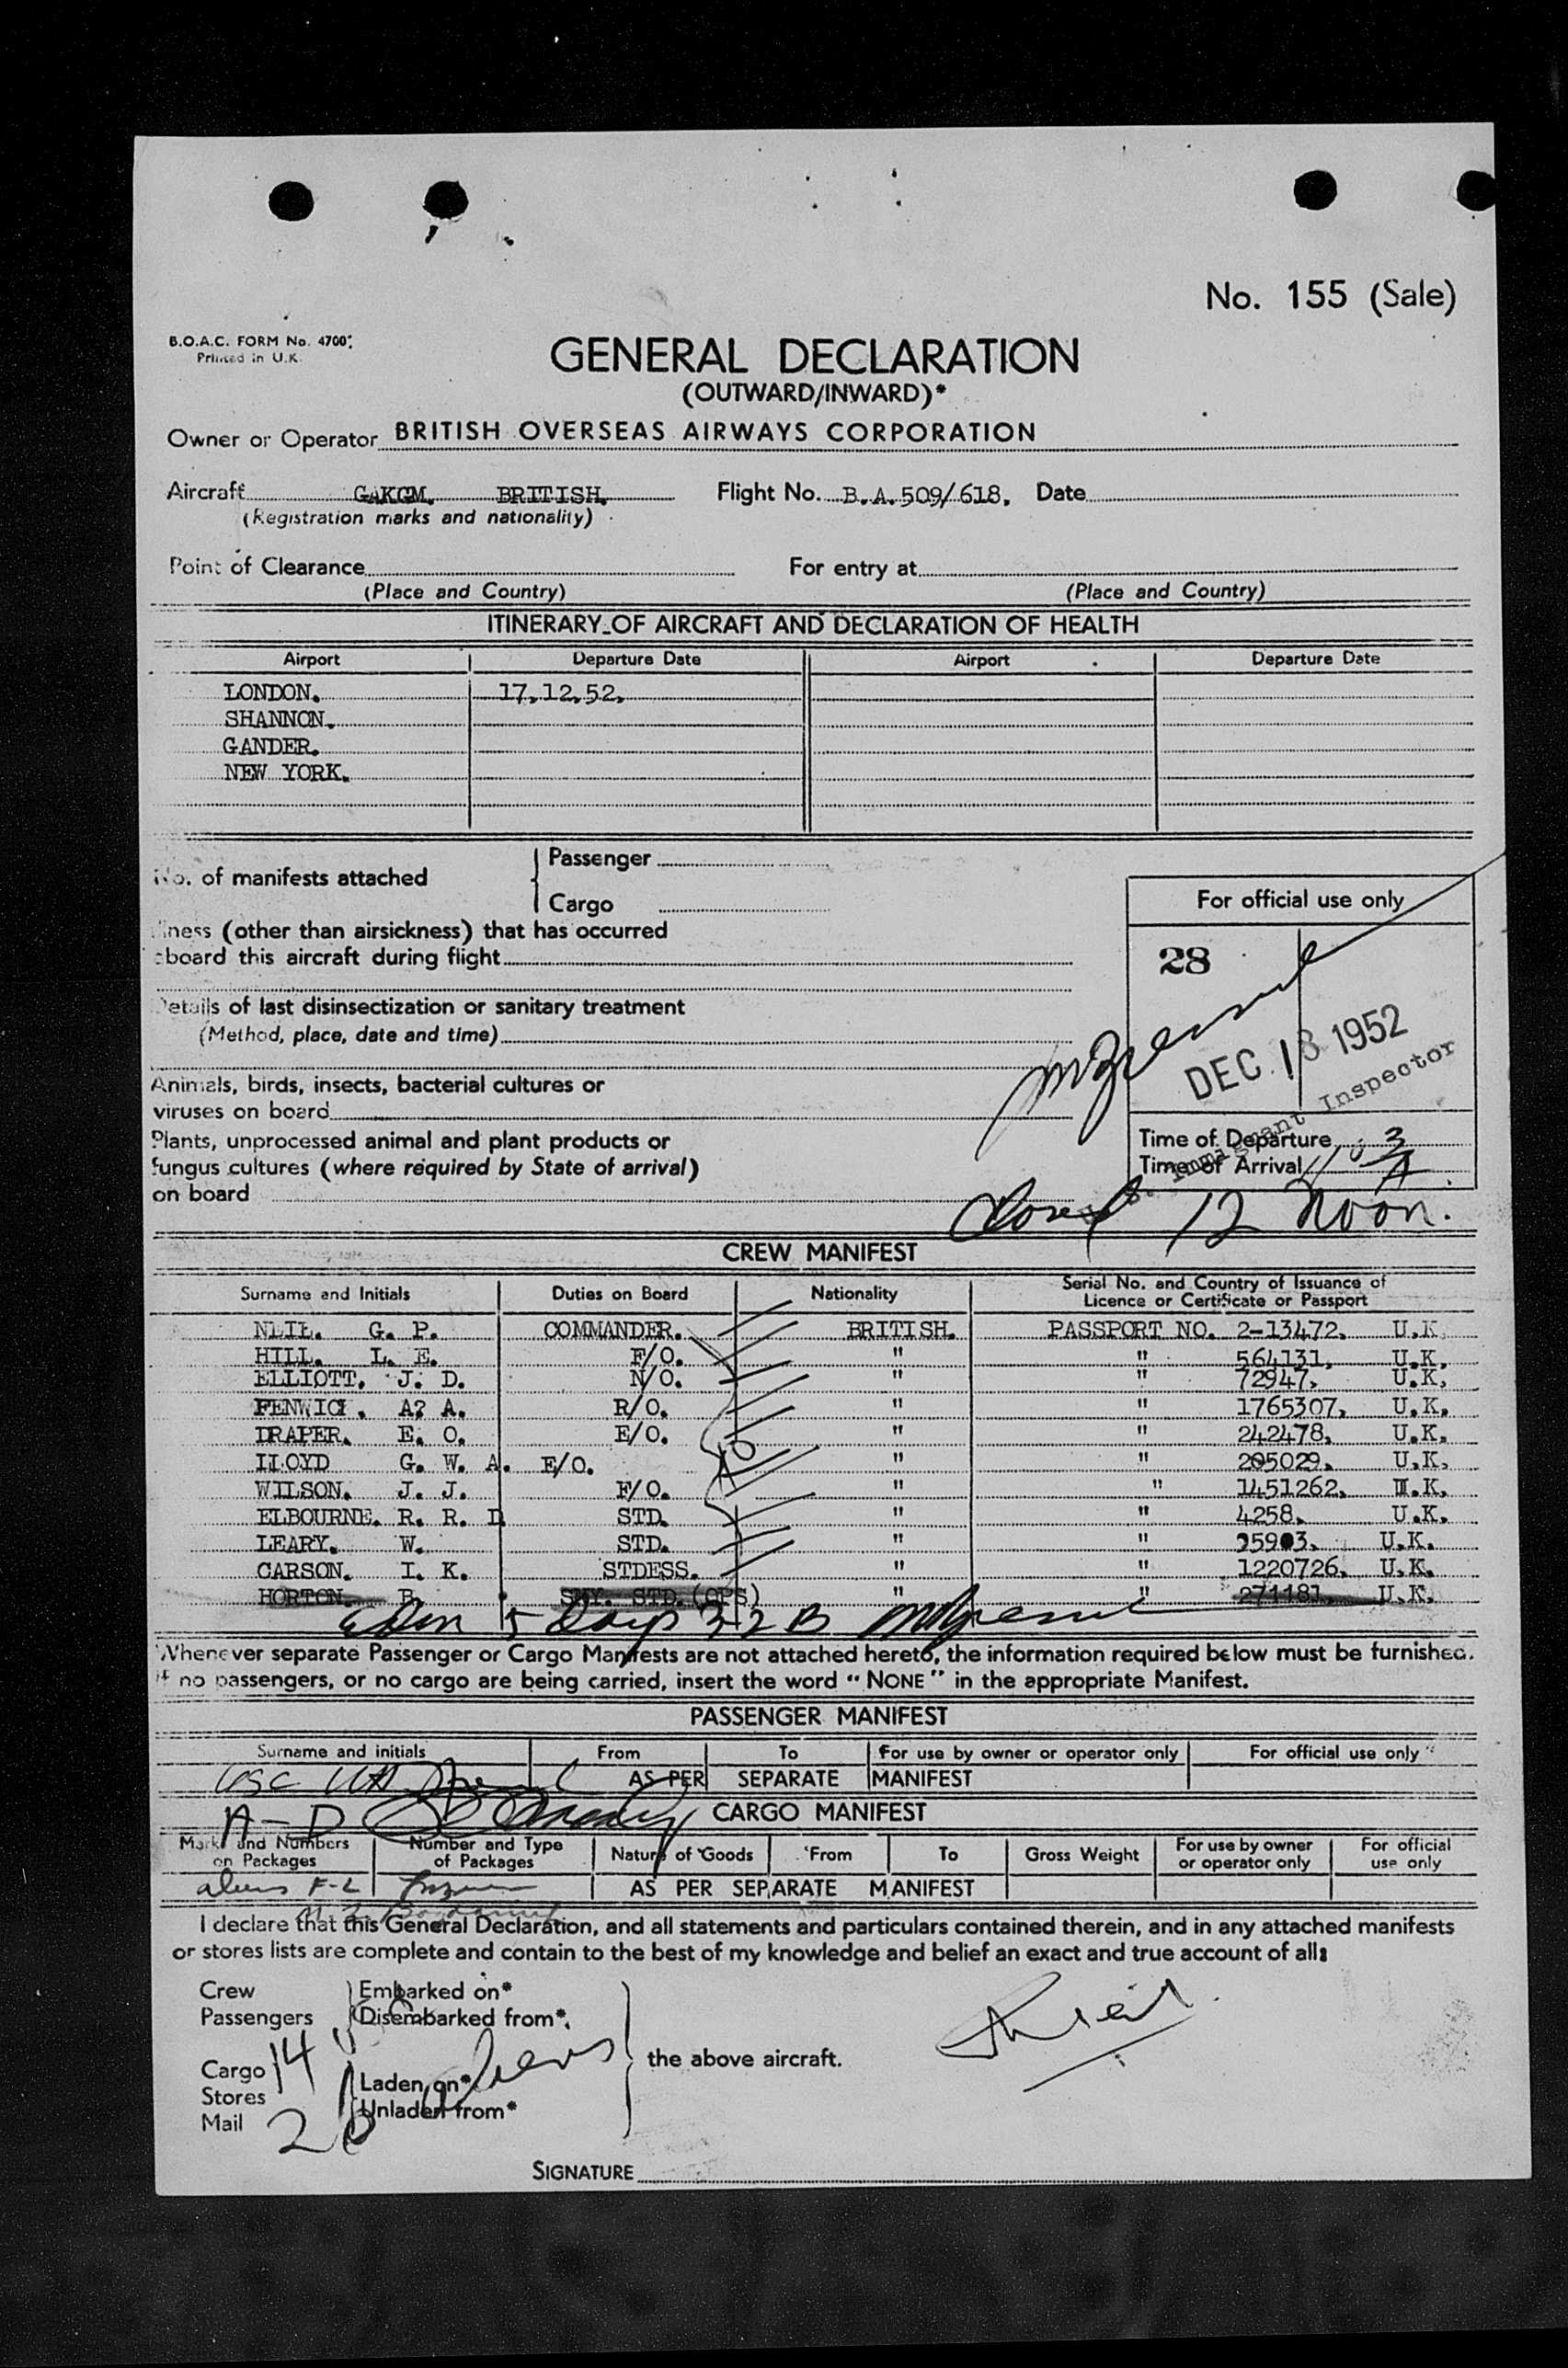 No. 155 (Sale)
B.O.A.C. FORM No. 4700
Printed in U.K.
GENERAL DECLARATION
(OUTWARD/INWARD)*
Owner or Operator BRITISH OVERSEAS AIRWAYS CORPORATION
Aircraft GAKGM. BRITISH. Flight No. B.A.509/618. Date
(Registration marks and nationality)
Point of Clearance For entry at
(Place and Country) (Place and Country)
ITINERARY OF AIRCRAFT AND DECLARATION OF HEALTH
Airport Departure Date Airport Departure Date
LONDON. 17.12.52.
SHANNON.
GANDER.
NEW YORK.
No. of manifests attached
Passenger
Cargo
For official use only
Illness (other than airsickness) that has occurred
aboard this aircraft during flight
28
Details of last disinsectization or sanitary treatment
(Method, place, date and time)
DEC 18 1952
Immigrant Inspector
Animals, birds, insects, bacterial cultures or
viruses on board
Plants, unprocessed animal and plant products or
fungus cultures (where required by State of arrival)
on board
Time of Departure
Time of Arrival
12 Noon.
CREW MANIFEST
Surname and Initials Duties on Board Nationality Serial No. and Country of Issuance of
Licence or Certificate or Passport
G. P. COMMANDER. BRITISH. PASSPORT NO. 2-13472. U.K.
HILL. L. E. F/O. " " 564131. U.K.
ELLIOTT. J. D. N/O. " " 72947. U.K.
FENWICK. A? A. R/O. " " 1765307. U.K.
DRAPER. E. O. E/O. " " 242478. U.K.
LLOYD G. W. A. E/O. " " 205029. U.K.
WILSON. J. J. F/O. " " 1451262. U.K.
ELBOURNE. R. R. D STD. " " 4258. U.K.
LEARY. W. STD. " " U.K.
CARSON. I. K. STDESS. " " 1220726. U.K.
HORTON. B. STD. (OPS) " " 271181. U.K.
5 days
Whenever separate Passenger or Cargo Manifests are not attached hereto, the information required below must be furnished.
If no passengers, or no cargo are being carried, insert the word "NONE" in the appropriate Manifest.
PASSENGER MANIFEST
Surname and initials From To For use by owner or operator only For official use only
AS PER SEPARATE MANIFEST
A-D
CARGO MANIFEST
Marks and Numbers on Packages Number and Type of Packages Nature of Goods From To Gross Weight For use by owner or operator only For official use only
aliens F-L
AS PER SEPARATE MANIFEST
I declare that this General Declaration, and all statements and particulars contained therein, and in any attached manifests
or stores lists are complete and contain to the best of my knowledge and belief an exact and true account of all:
Crew Embarked on*
Passengers Disembarked from*.
14
Cargo Laden on*
Stores Unladen from*
Mail
aliens
the above aircraft.
SIGNATURE